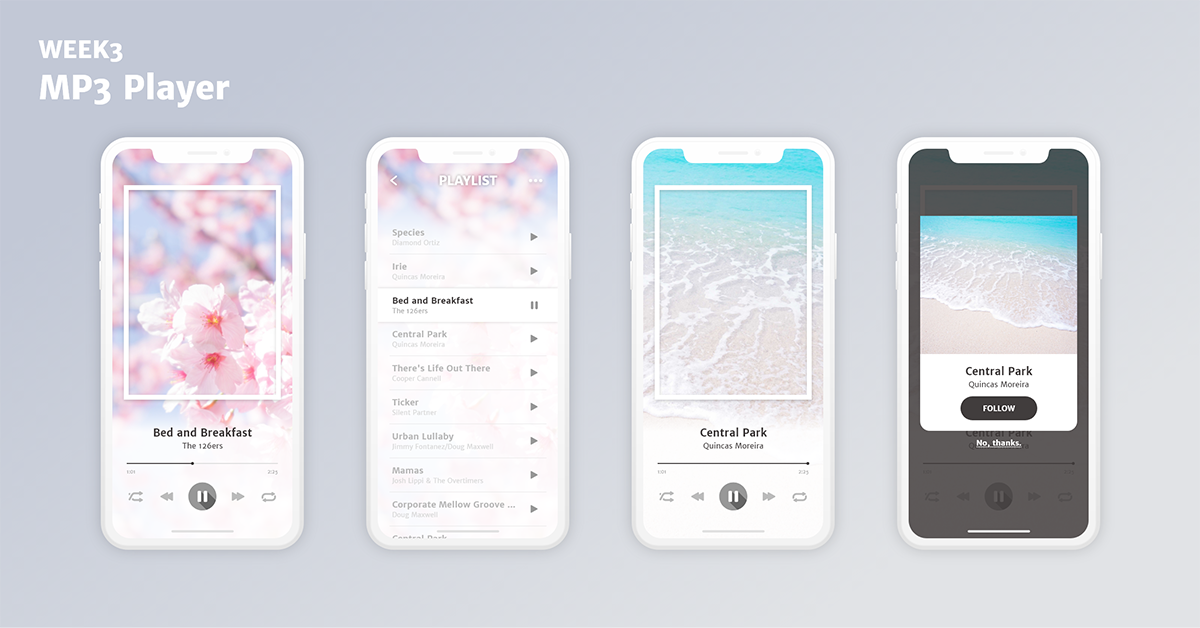 WEEK3
MP3 Player
Bed and Breakfast
The 126ers
1:01
2:25
PLAYLIST
Species
Diamond Ortiz
Irie
Quincas Moreira
Bed and Breakfast
The 126ers
Central Park
Quincas Moreira
There's Life Out There
Cooper Cannell
Ticker
Silent Partner
Urban Lullaby
Jimmy Fontanez/Doug Maxwell
Mamas
Josh Lippi & The Overtimers
Corporate Mellow Groove ...
Doug Maxwell
Central Park
Central Park
Quincas Moreira
1:01
2:25
Central Park
Quincas Moreira
FOLLOW
Central Park
No, thanks.